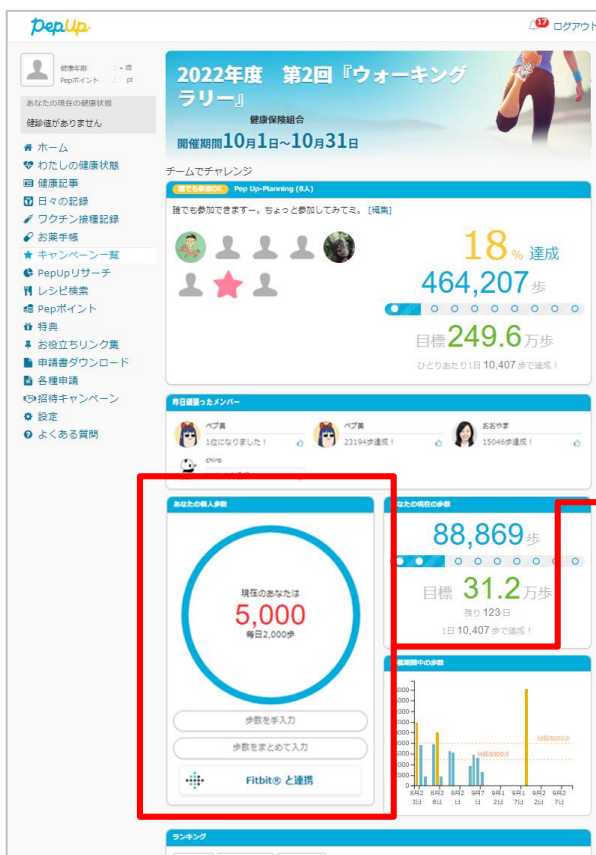 PepUp
17
ログアウト
健康年齢 : - 歳
Pepポイント : pt
あなたの現在の健康状態
健診値がありません
ホーム
わたしの健康状態
健康記事
日々の記録
ワクチン接種記録
お薬手帳
キャンペーン一覧
PepUpリサーチ
レシピ検索
Pepポイント
特典
お役立ちリンク集
申請書ダウンロード
各種申請
招待キャンペーン
設定
よくある質問
2022年度 第2回『ウォーキング
ラリー』
健康保険組合
開催期間10月1日~10月31日
チームでチャレンジ
誰でも参加OK Pep Up-Planning (8人)
誰でも参加できますー。ちょっと参加してみてミ。 [編集]
18% 達成
464,207 歩
目標 249.6 万歩
ひとりあたり1日 10,407 歩で達成！
昨日頑張ったメンバー
ペプ美
1位になりました！
ペプ美
23194歩達成！
おおやま
15046歩達成！
chiro
あなたの個人歩数
現在のあなたは
5,000
毎日2,000歩
歩数を手入力
歩数をまとめて入力
Fitbit® と連携
あなたの現在の歩数
88,869 歩
目標 31.2 万歩
残り 123 日
1日 10,407 歩で達成！
期間中の歩数
目標8000歩
ランキング